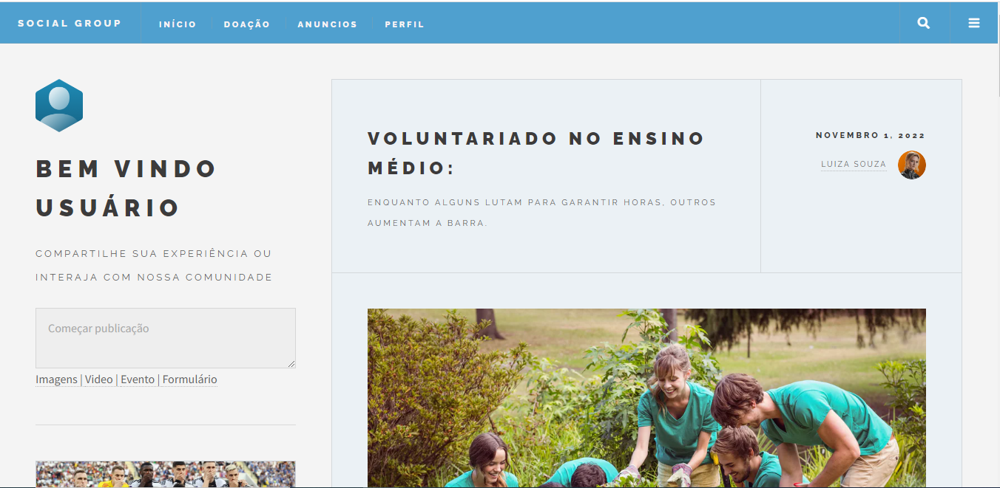 SOCIAL GROUP
INÍCIO
DOAÇÃO
ANUNCIOS
PERFIL
BEM VINDO
USUÁRIO
COMPARTILHE SUA EXPERIÊNCIA OU
INTERAJA COM NOSSA COMUNIDADE
Começar publicação
Imagens | Video | Evento | Formulário
VOLUNTARIADO NO ENSINO
MÉDIO:
ENQUANTO ALGUNS LUTAM PARA GARANTIR HORAS, OUTROS
AUMENTAM A BARRA.
NOVEMBRO 1, 2022
LUIZA SOUZA